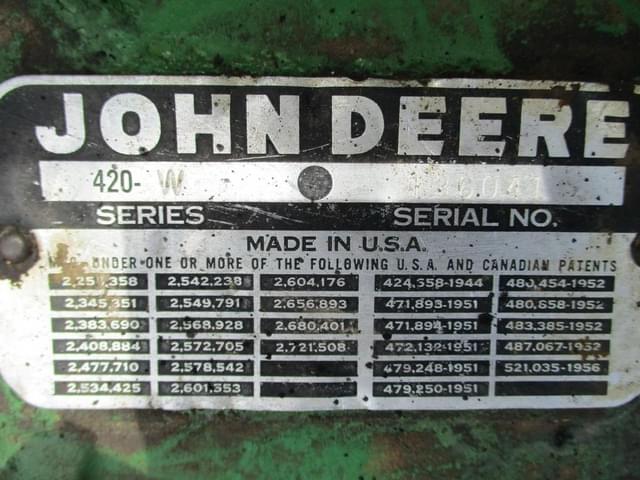 JOHN DEERE
420-W
SERIES SERIAL NO.
MADE IN U.S.A.
UNDER ONE OR MORE OF THE FOLLOWING U.S.A. AND CANADIAN PATENTS
2,542,238 2,604,176 424,358-1944 480,454-1952
2,345,351 2,549,791 2,656,893 471,893-1951 480,658-1952
2,383,690 2,568,928 2,680,401 471,894-1951 483,385-1952
2,408,884 2,572,705 2,721,508 472,132-1951 487,067-1952
2,477,710 2,578,542 479,248-1951 521,035-1956
2,534,425 2,601,353 479,250-1951